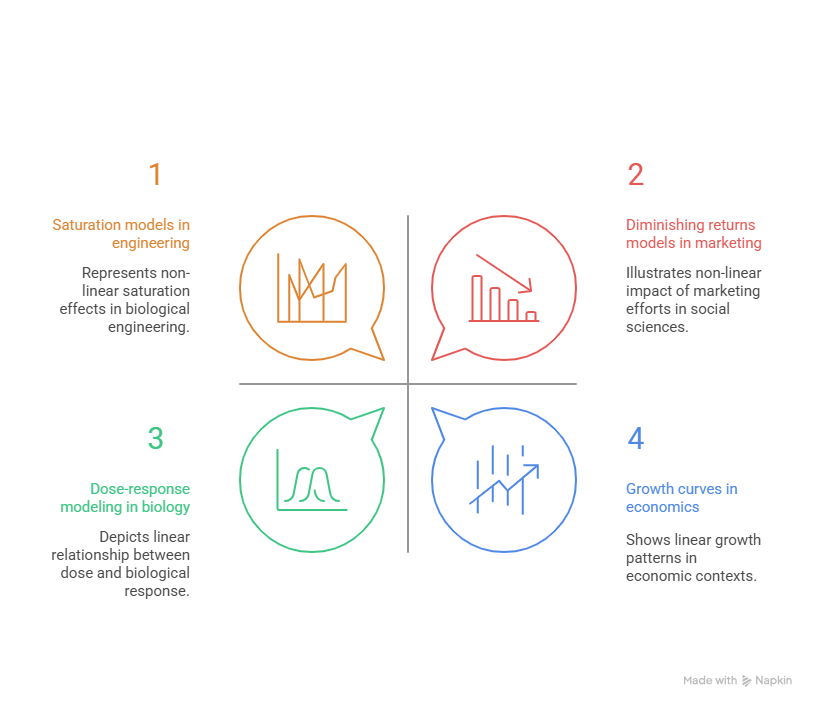 1
Saturation models in
engineering
Represents non-
linear saturation
effects in biological
engineering.
2
Diminishing returns
models in marketing
Illustrates non-linear
impact of marketing
efforts in social
sciences.
3
Dose-response
modeling in biology
Depicts linear
relationship between
dose and biological
response.
4
Growth curves in
economics
Shows linear growth
patterns in
economic contexts.
Made with Napkin